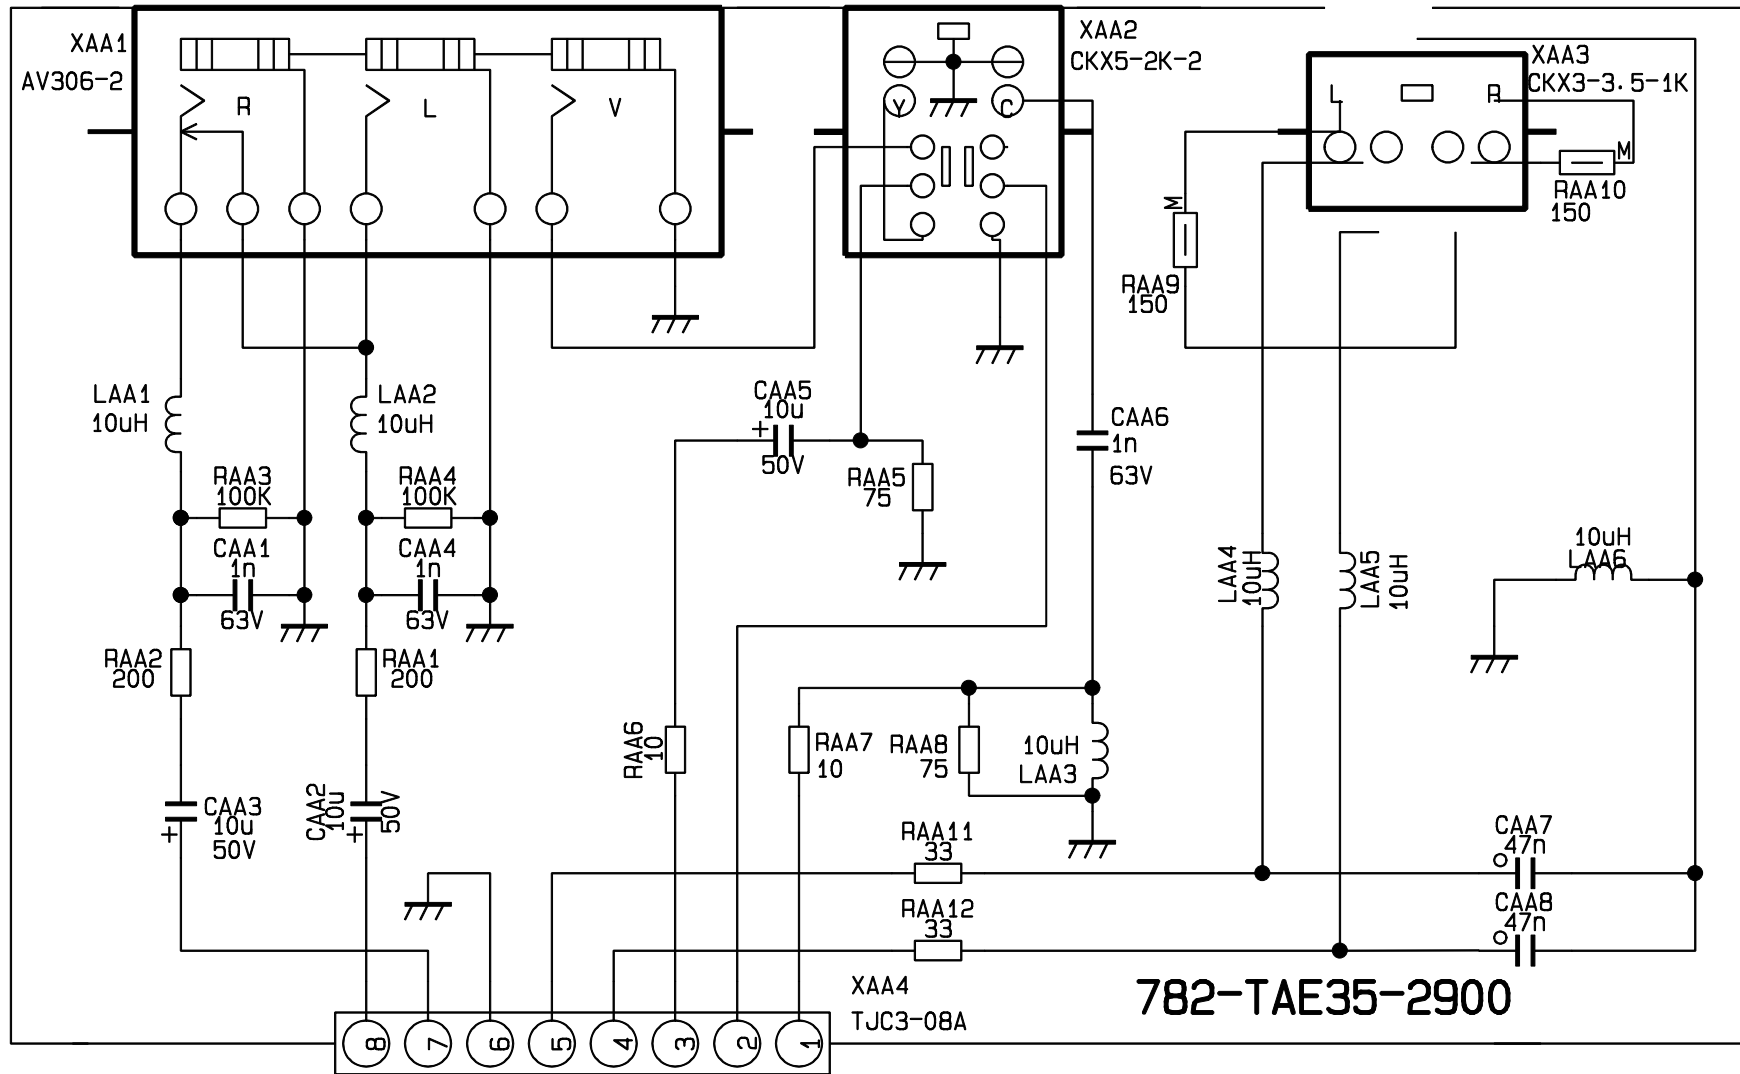 XAA1
AV306-2
R
L
V
XAA2
CKX5-2K-2
Y
C
XAA3
CKX3-3.5-1K
L
R
M
RAA10
150
M
RAA9
150
LAA1
10uH
LAA2
10uH
CAA5
10u
+
50V
CAA6
1n
63V
RAA3
100K
RAA4
100K
RAA5
75
CAA1
1n
63V
CAA4
1n
63V
LAA4
10uH
LAA5
10uH
10uH
LAA6
RAA2
200
RAA1
200
RAA6
10
RAA7
10
RAA8
75
10uH
LAA3
CAA3
10u
50V
+
CAA2
10u
50V
+
RAA11
33
CAA7
47n
RAA12
33
CAA8
47n
XAA4
TJC3-08A
782-TAE35-2900
8
7
6
5
4
3
2
1